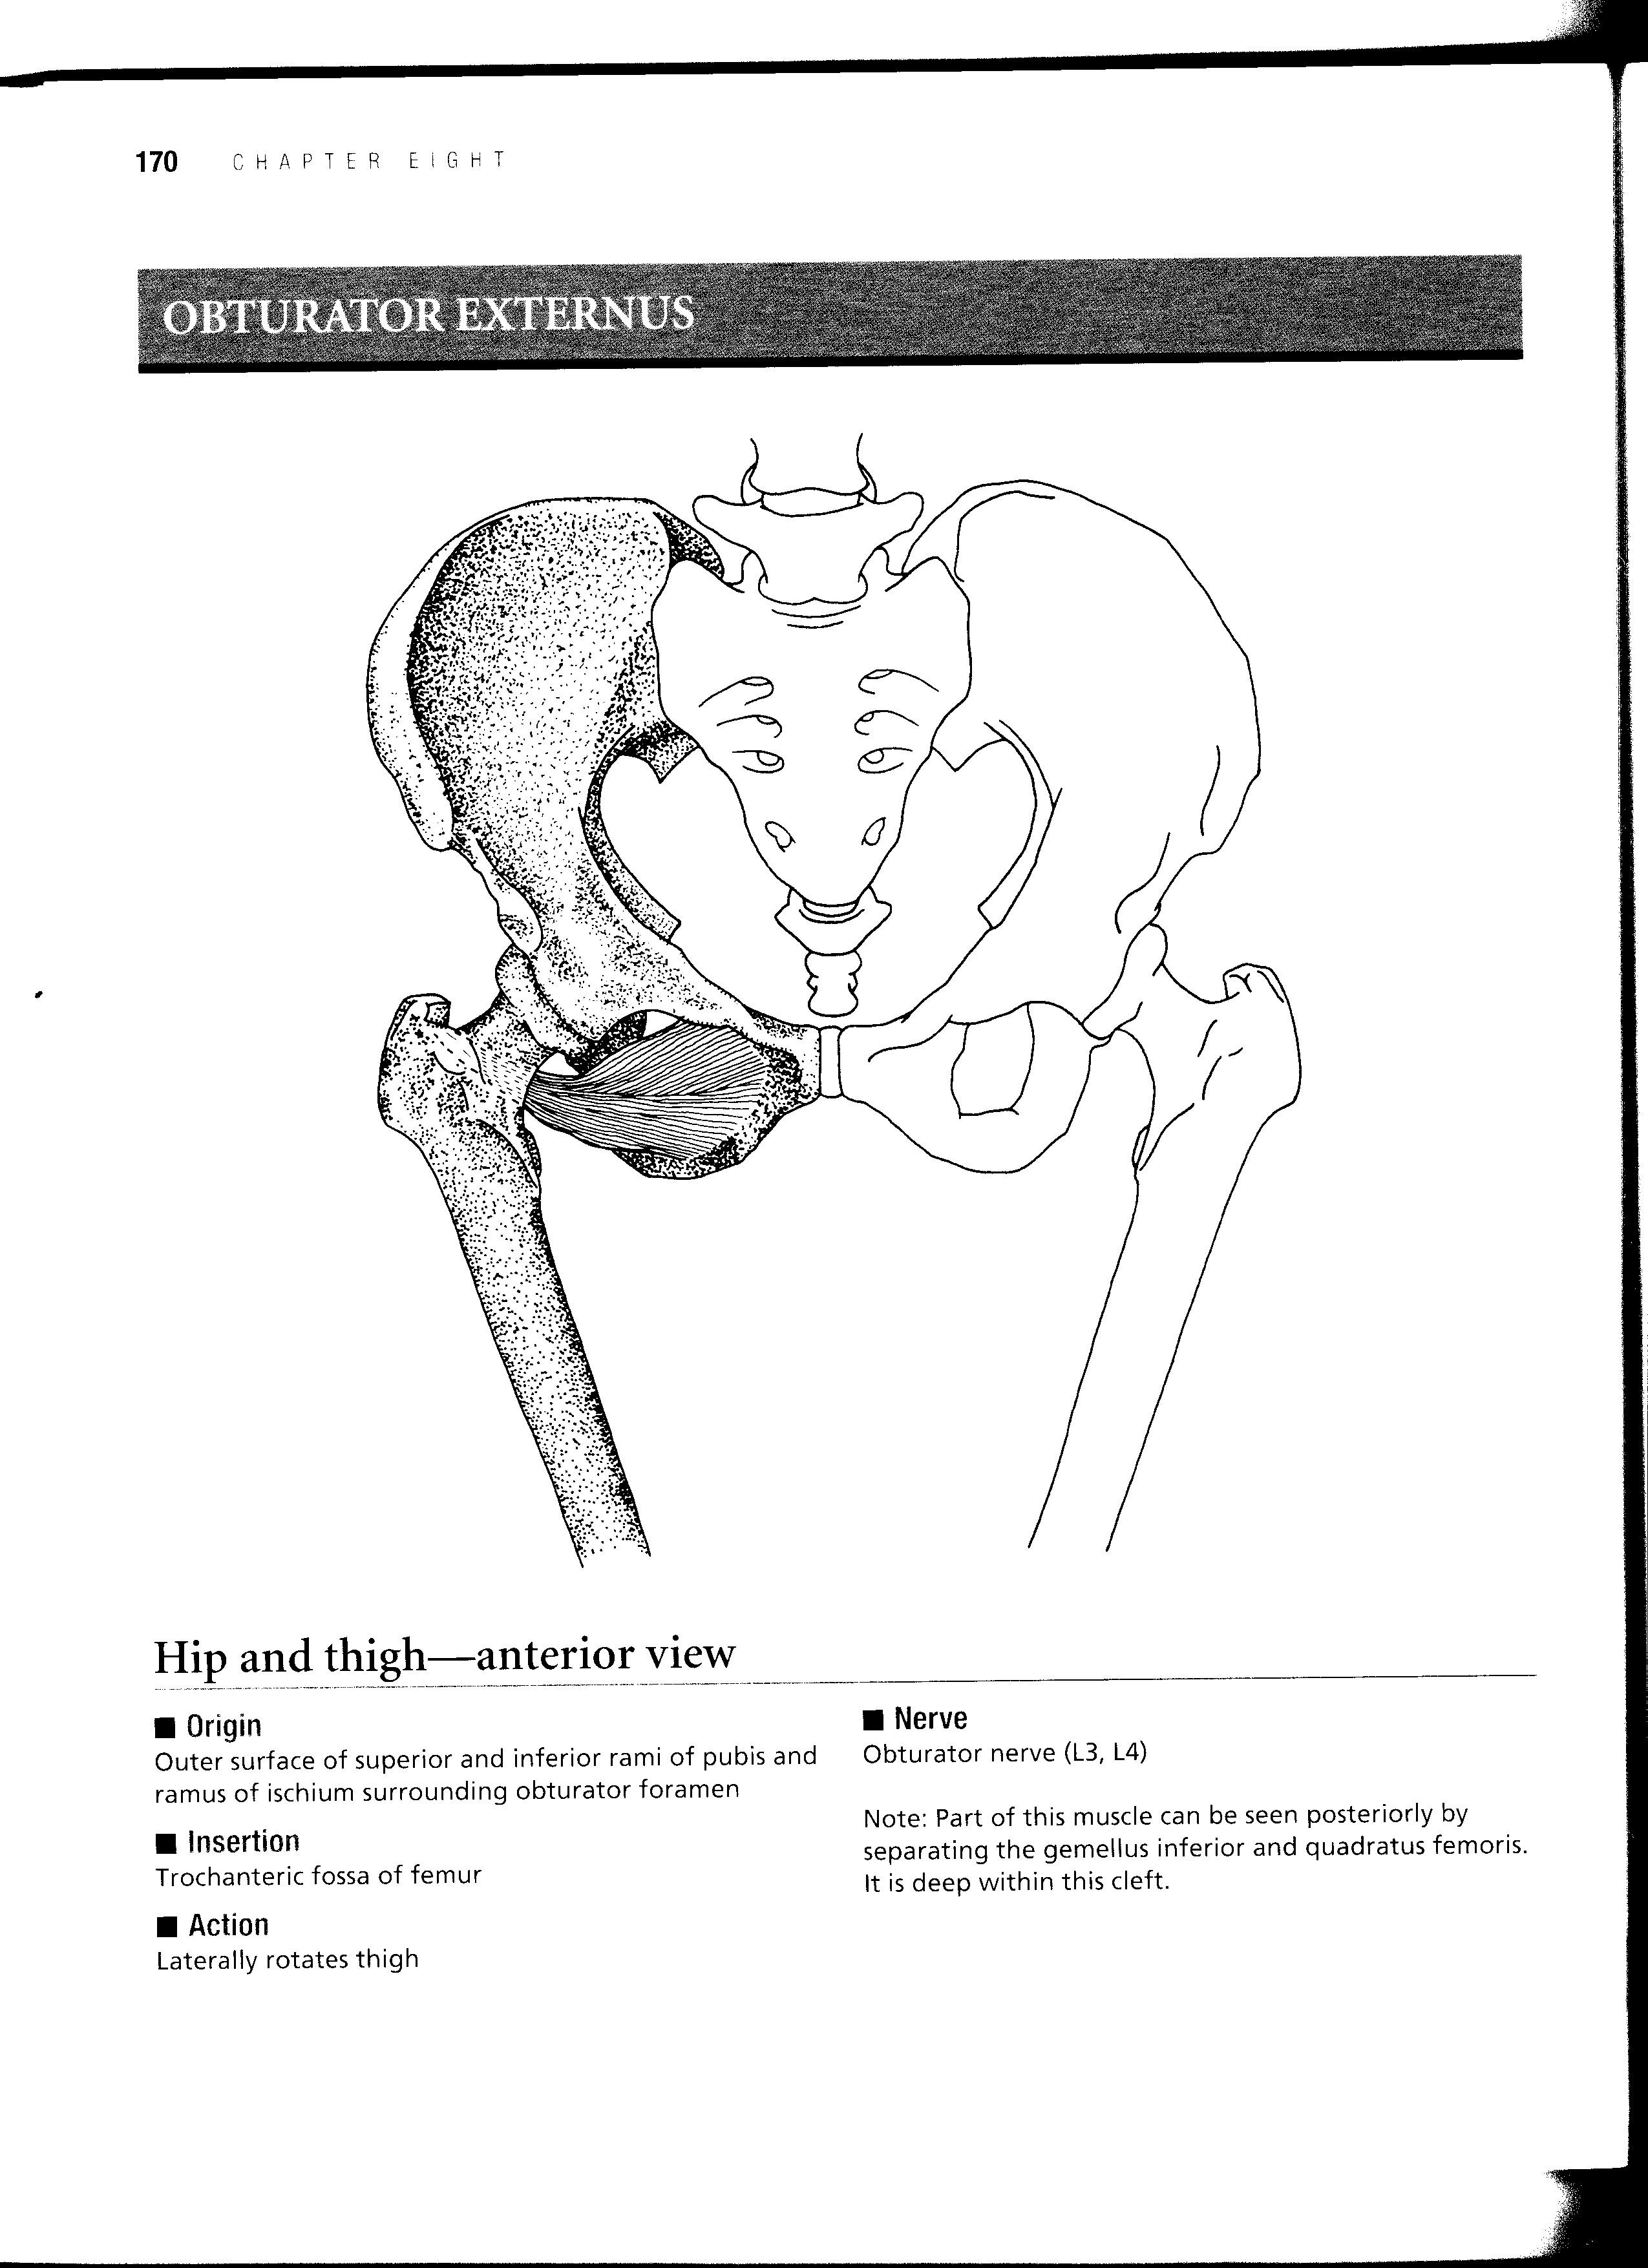 170 CHAPTER EIGHT
OBTURATOR EXTERNUS
Hip and thigh—anterior view
■ Origin
Outer surface of superior and inferior rami of pubis and
ramus of ischium surrounding obturator foramen
■ Insertion
Trochanteric fossa of femur
■ Action
Laterally rotates thigh
■ Nerve
Obturator nerve (L3, L4)
Note: Part of this muscle can be seen posteriorly by
separating the gemellus inferior and quadratus femoris.
It is deep within this cleft.